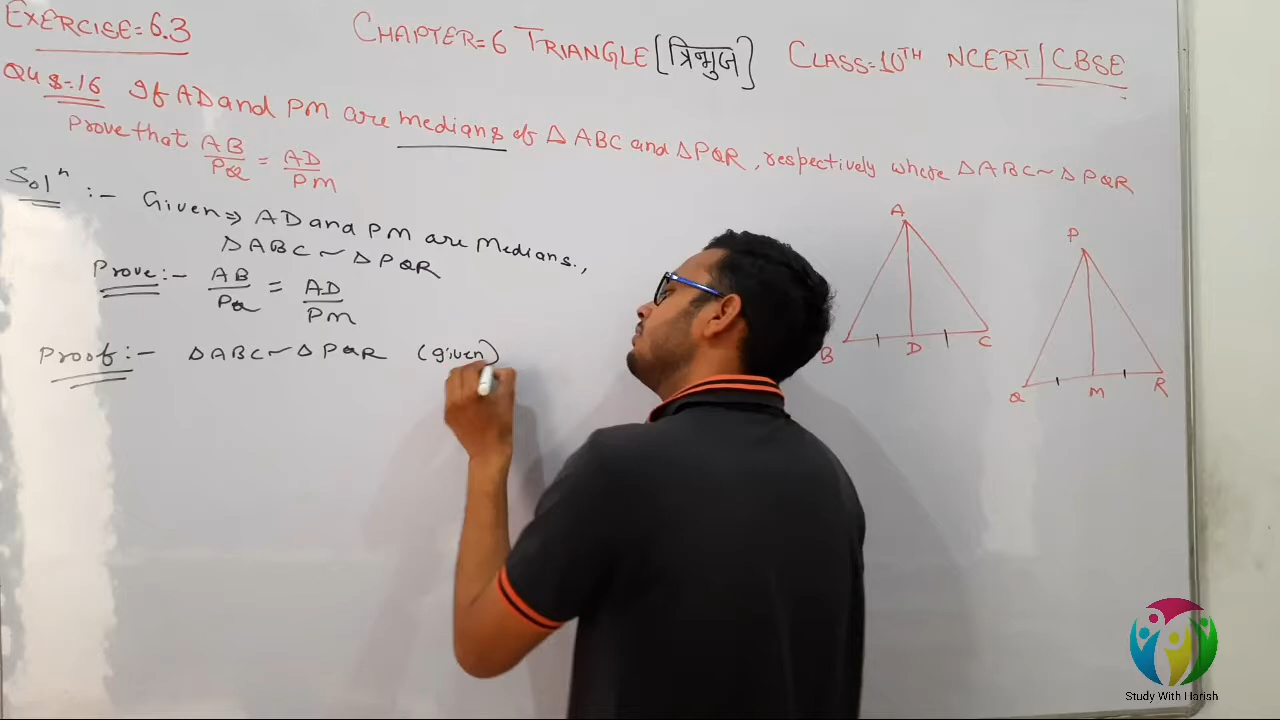 EXERCISE=6.3
CHAPTER=6 TRIANGLE [त्रिभुज] CLASS=10TH NCERT/CBSE
QUS-16 If AD and PM are medians of △ABC and △PQR, respectively where △ABC ~ △PQR
Prove that AB/PQ = AD/PM
Solⁿ :- Given ⇒ AD and PM are Medians.,
△ABC ~ △PQR
Prove:- AB/PQ = AD/PM
Proof:- △ABC ~ △PQR (given)
A
B D C
P
Q M R
Study With Harish